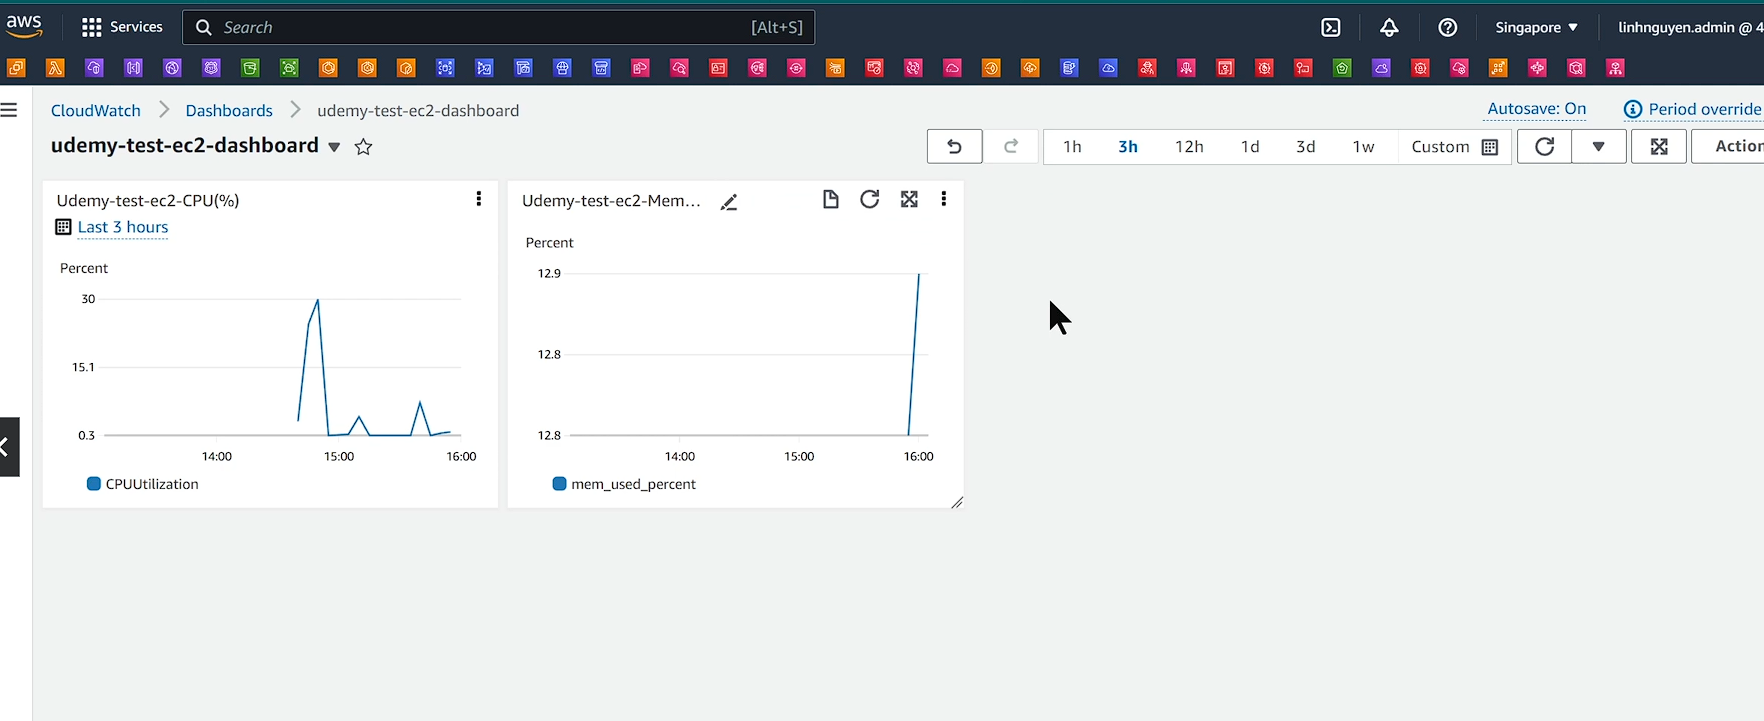 aws Services Search [Alt+S] Singapore linhnguyen.admin @ 4
CloudWatch Dashboards udemy-test-ec2-dashboard Autosave: On Period override
udemy-test-ec2-dashboard 1h 3h 12h 1d 3d 1w Custom Action
Udemy-test-ec2-CPU(%)
Last 3 hours
Percent
30
15.1
0.3
14:00 15:00 16:00
CPUUtilization
Udemy-test-ec2-Mem...
Percent
12.9
12.8
12.8
14:00 15:00 16:00
mem_used_percent